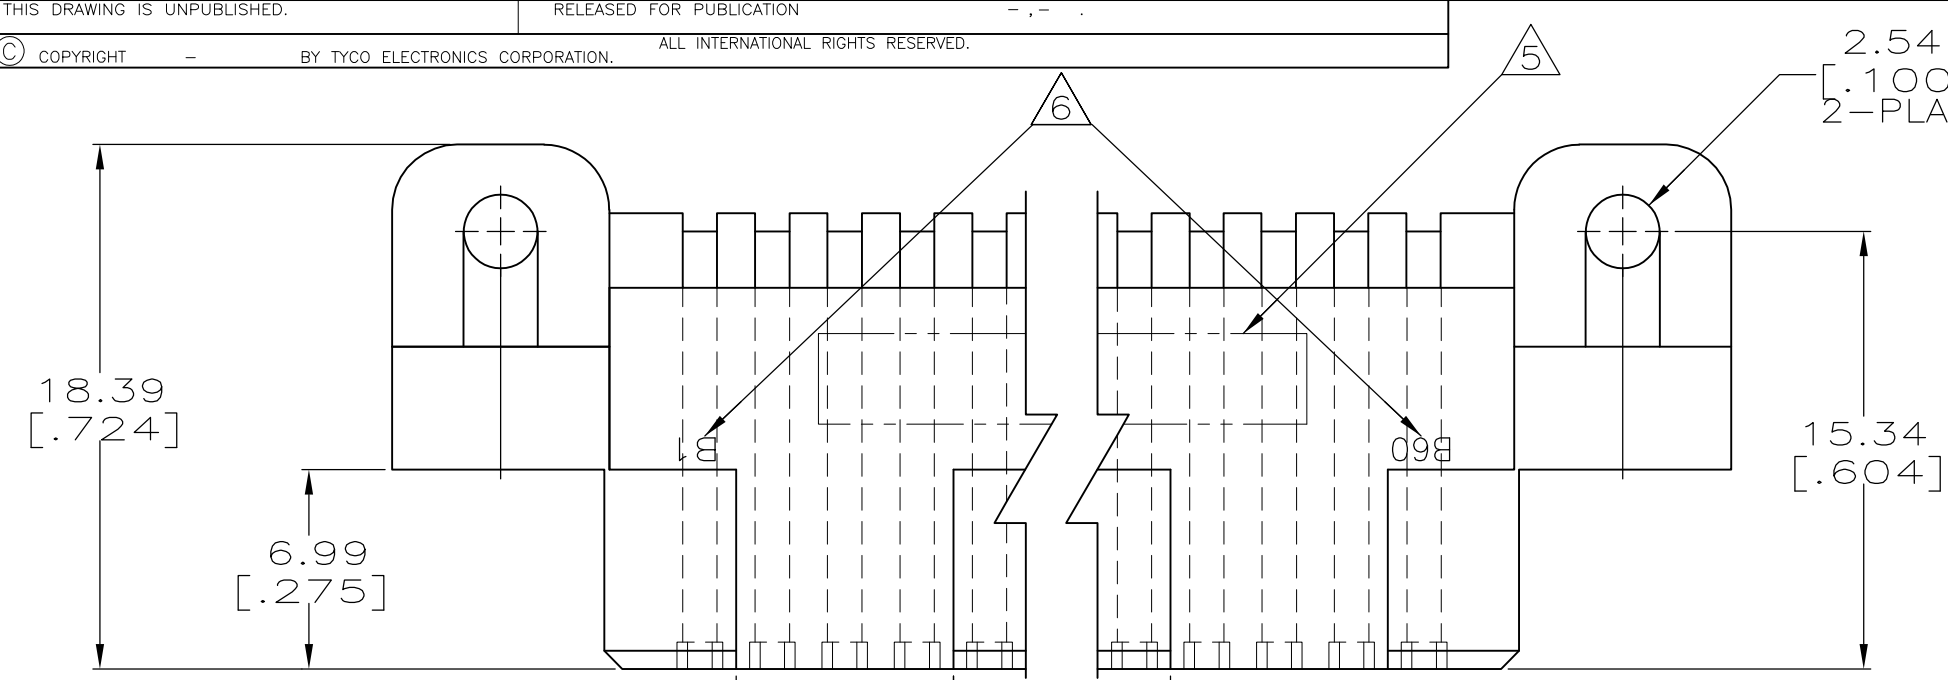 THIS DRAWING IS UNPUBLISHED.
RELEASED FOR PUBLICATION - , - .
© COPYRIGHT - BY TYCO ELECTRONICS CORPORATION.
ALL INTERNATIONAL RIGHTS RESERVED.
5
2.54
[.100
2-PLA
6
18.39
[.724]
B1
B60
15.34
[.604]
6.99
[.275]